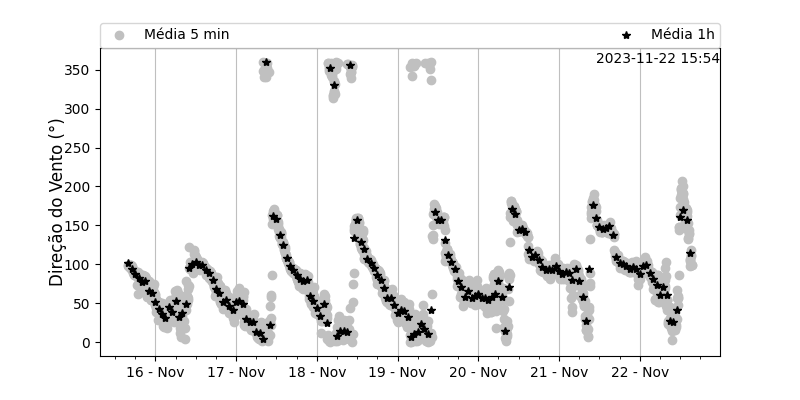 Média 5 min
Média 1h
2023-11-22 15:54
Direção do Vento (°)
350
300
250
200
150
100
50
0
16 - Nov
17 - Nov
18 - Nov
19 - Nov
20 - Nov
21 - Nov
22 - Nov